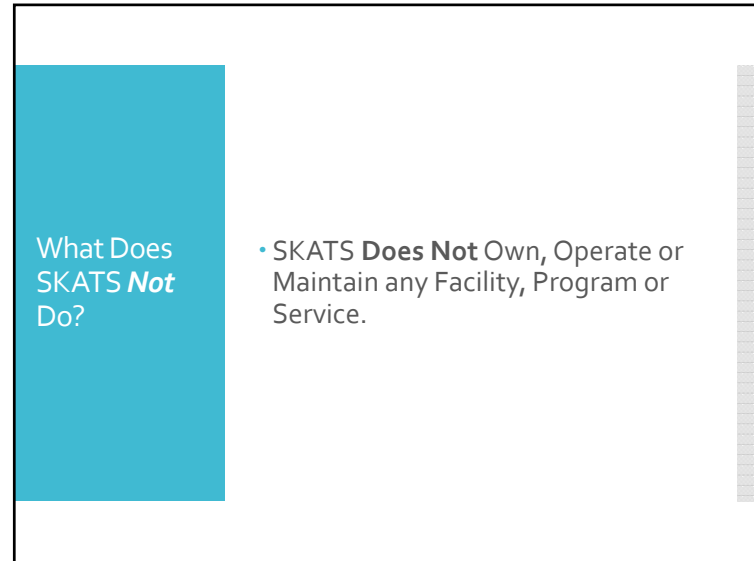 What Does
SKATS Not
Do?
• SKATS Does Not Own, Operate or
Maintain any Facility, Program or
Service.